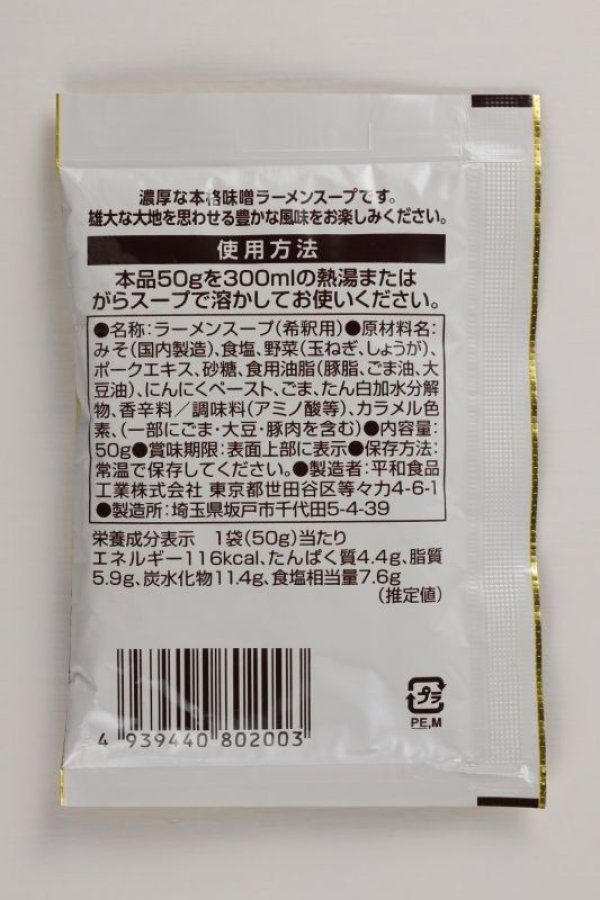 濃厚な本格味噌ラーメンスープです。
雄大な大地を思わせる豊かな風味をお楽しみください。
使用方法
本品50gを300mlの熱湯または
がらスープで溶かしてお使いください。
●名称:ラーメンスープ(希釈用)●原材料名:
みそ(国内製造)、食塩、野菜(玉ねぎ、しょうが)、
ポークエキス、砂糖、食用油脂(豚脂、ごま油、大
豆油)、にんにくペースト、ごま、たん白加水分解
物、香辛料/調味料(アミノ酸等)、カラメル色
素、(一部にごま・大豆・豚肉を含む)●内容量:
50g●賞味期限:表面上部に表示●保存方法:
常温で保存してください。●製造者:平和食品
工業株式会社 東京都世田谷区等々力4-6-1
●製造所:埼玉県坂戸市千代田5-4-39
栄養成分表示 1袋(50g)当たり
エネルギー116kcal、たんぱく質4.4g、脂質
5.9g、炭水化物11.4g、食塩相当量7.6g
(推定値)
プラ
PE,M
4 939440 802003